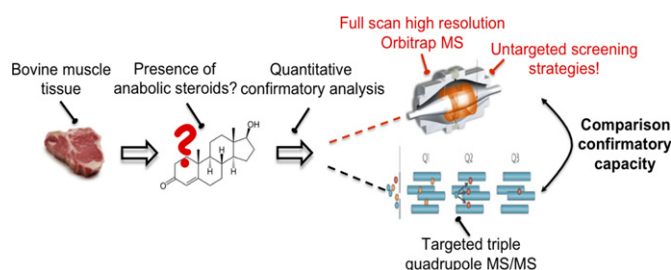 Full scan high resolution
Orbitrap MS
Untargeted screening
strategies!
Bovine muscle
tissue
Presence of
anabolic steroids?
Quantitative
confirmatory analysis
?
OH
H
H
H
O
Comparison
confirmatory
capacity
Q1
Q2
Q3
Targeted triple
quadrupole MS/MS